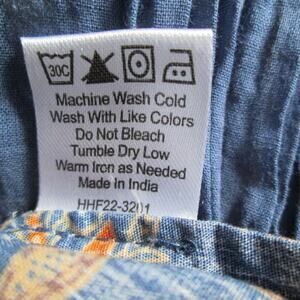 30C
Machine Wash Cold
Wash With Like Colors
Do Not Bleach
Tumble Dry Low
Warm Iron as Needed
Made in India
HHF22-3201